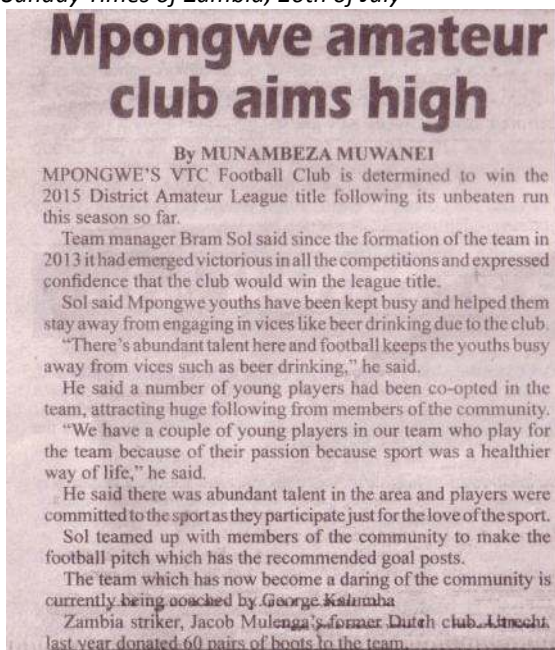 Sunday Times of Zambia, 26th of July
Mpongwe amateur
club aims high
By MUNAMBEZA MUWANEI
MPONGWE'S VTC Football Club is determined to win the
2015 District Amateur League title following its unbeaten run
this season so far.
Team manager Bram Sol said since the formation of the team in
2013 it had emerged victorious in all the competitions and expressed
confidence that the club would win the league title.
Sol said Mpongwe youths have been kept busy and helped them
stay away from engaging in vices like beer drinking due to the club.
"There's abundant talent here and football keeps the youths busy
away from vices such as beer drinking," he said.
He said a number of young players had been co-opted in the
team, attracting huge following from members of the community.
"We have a couple of young players in our team who play for
the team because of their passion because sport was a healthier
way of life," he said.
He said there was abundant talent in the area and players were
committed to the sport as they participate just for the love of the sport.
Sol teamed up with members of the community to make the
football pitch which has the recommended goal posts.
The team which has now become a daring of the community is
currently being coached by George Kalumba
Zambia striker, Jacob Mulenga's former Dutch club, Utrecht,
last year donated 60 pairs of boots to the team.